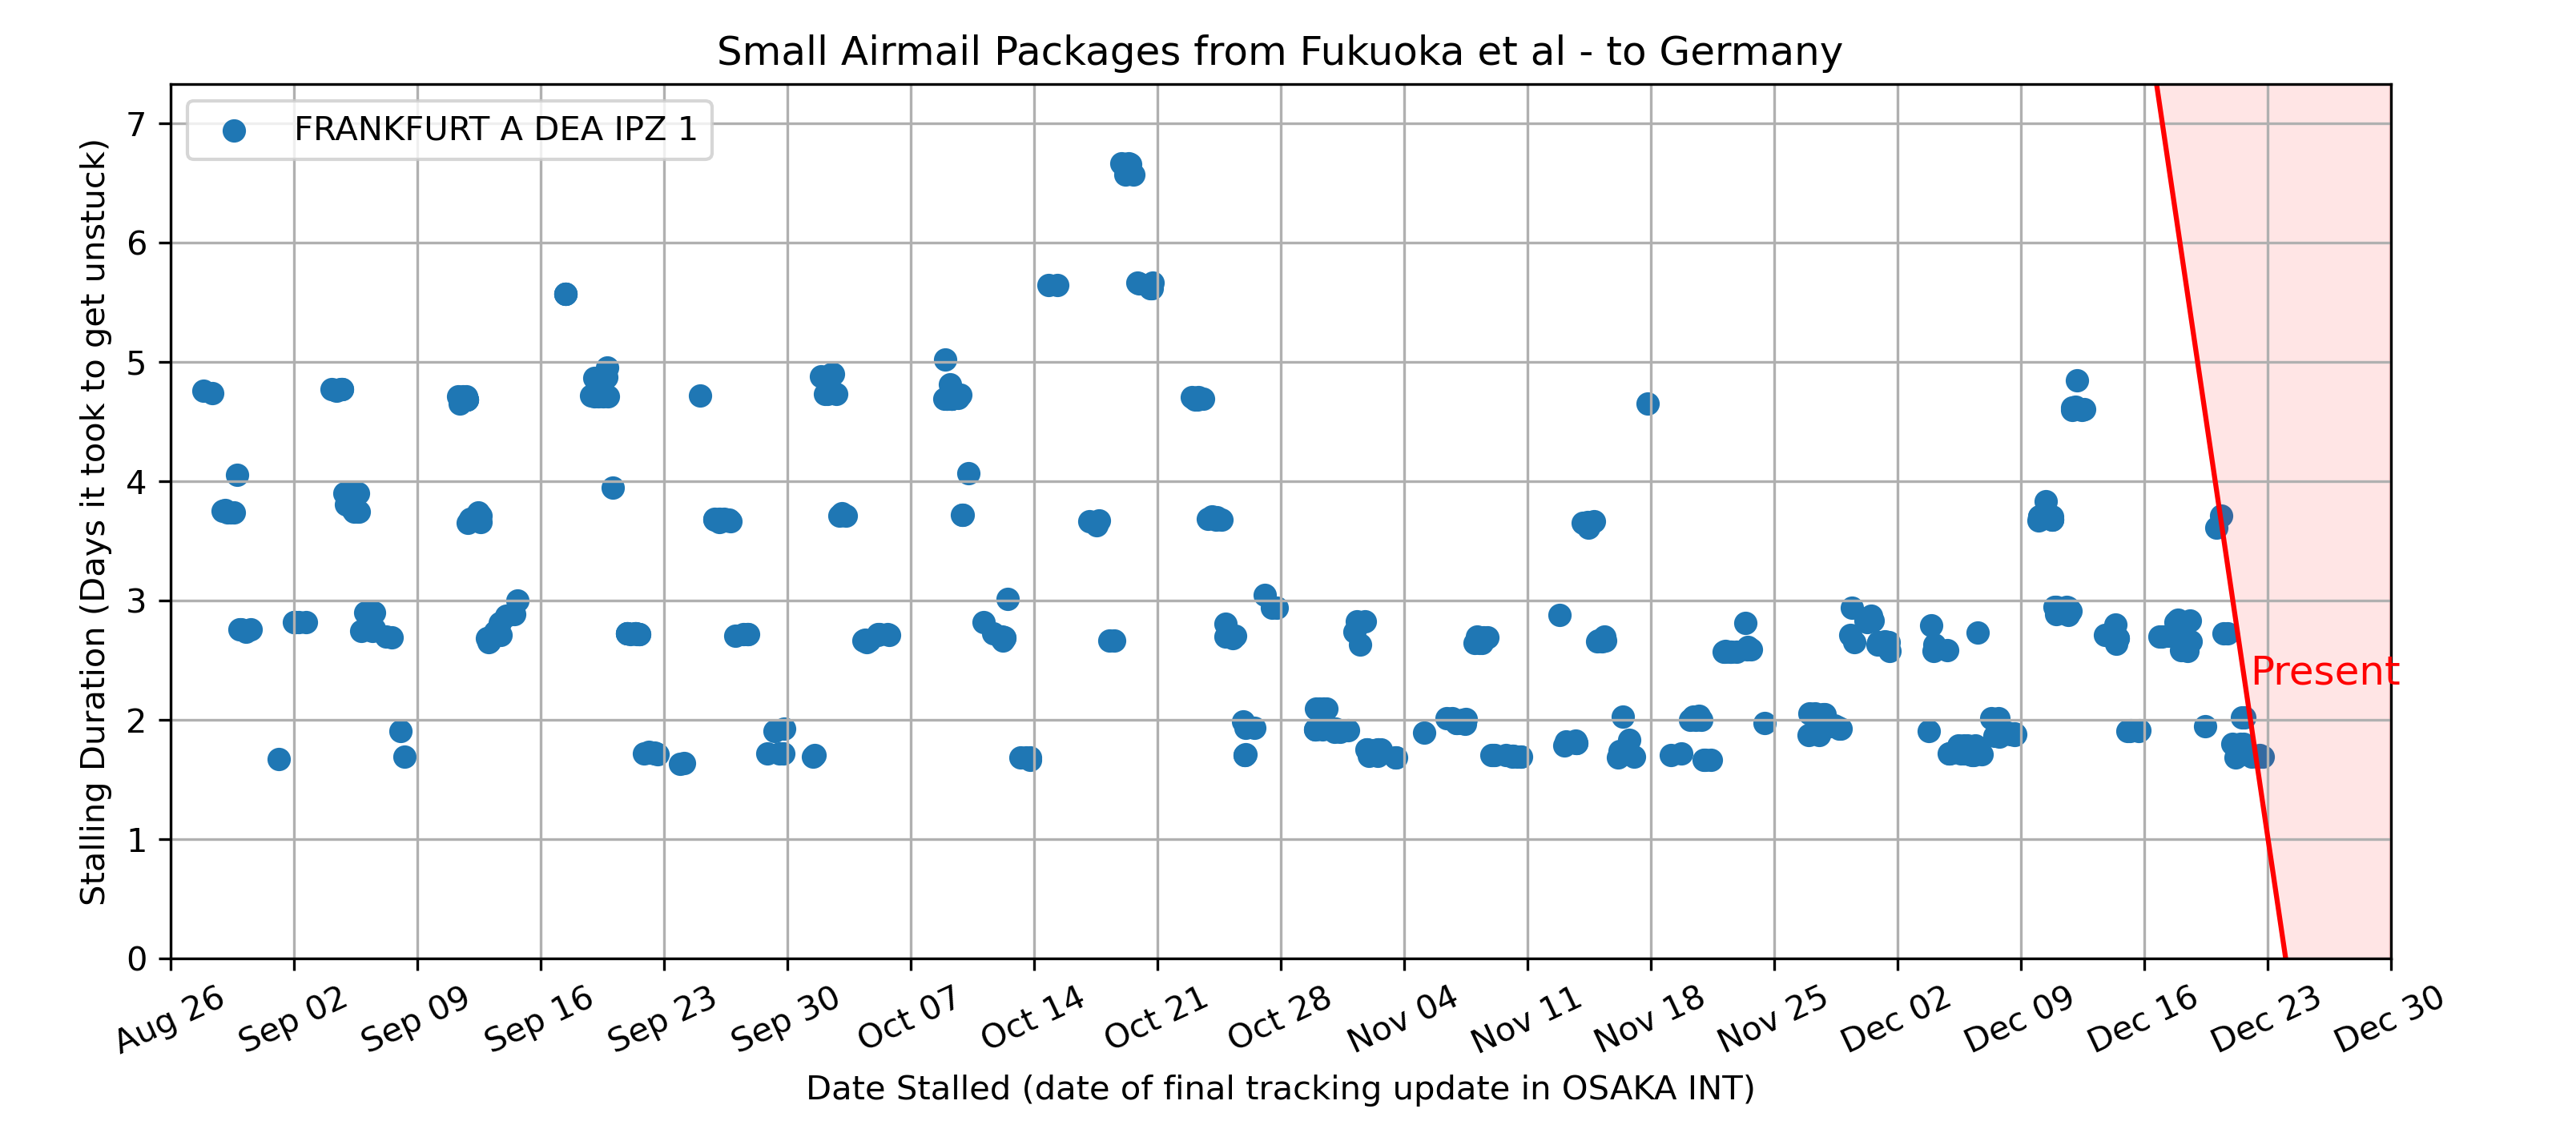 Small Airmail Packages from Fukuoka et al - to Germany
FRANKFURT A DEA IPZ 1
Stalling Duration (Days it took to get unstuck)
7
6
5
4
3
2
1
0
Present
Aug 26
Sep 02
Sep 09
Sep 16
Sep 23
Sep 30
Oct 07
Oct 14
Oct 21
Oct 28
Nov 04
Nov 11
Nov 18
Nov 25
Dec 02
Dec 09
Dec 16
Dec 23
Dec 30
Date Stalled (date of final tracking update in OSAKA INT)